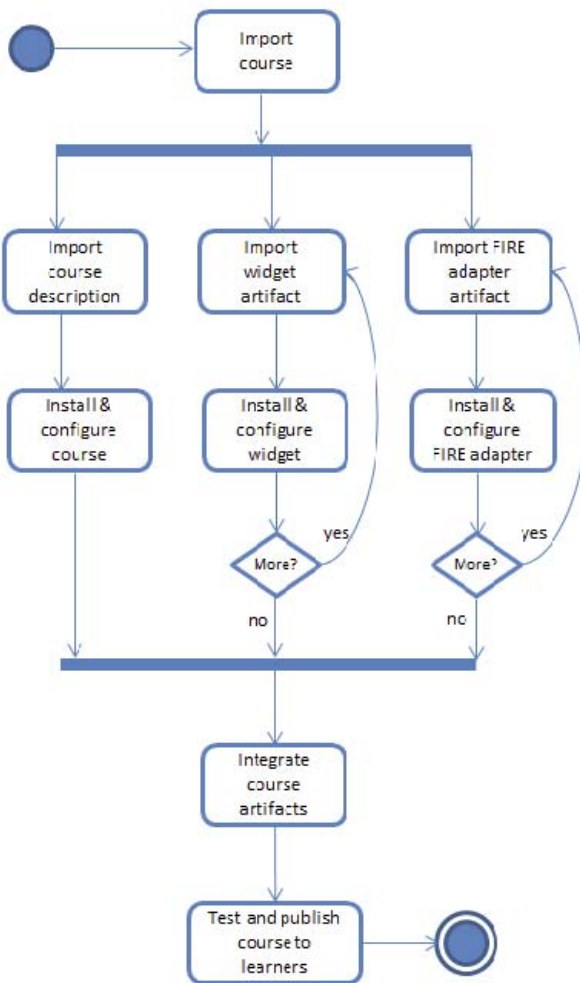 Import
course
Import
course
description
Import
widget
artifact
Import FIRE
adapter
artifact
Install &
configure
course
Install &
configure
widget
Install &
configure
FIRE adapter
More?
yes
no
More?
yes
no
Integrate
course
artifacts
Test and publish
course to
learners